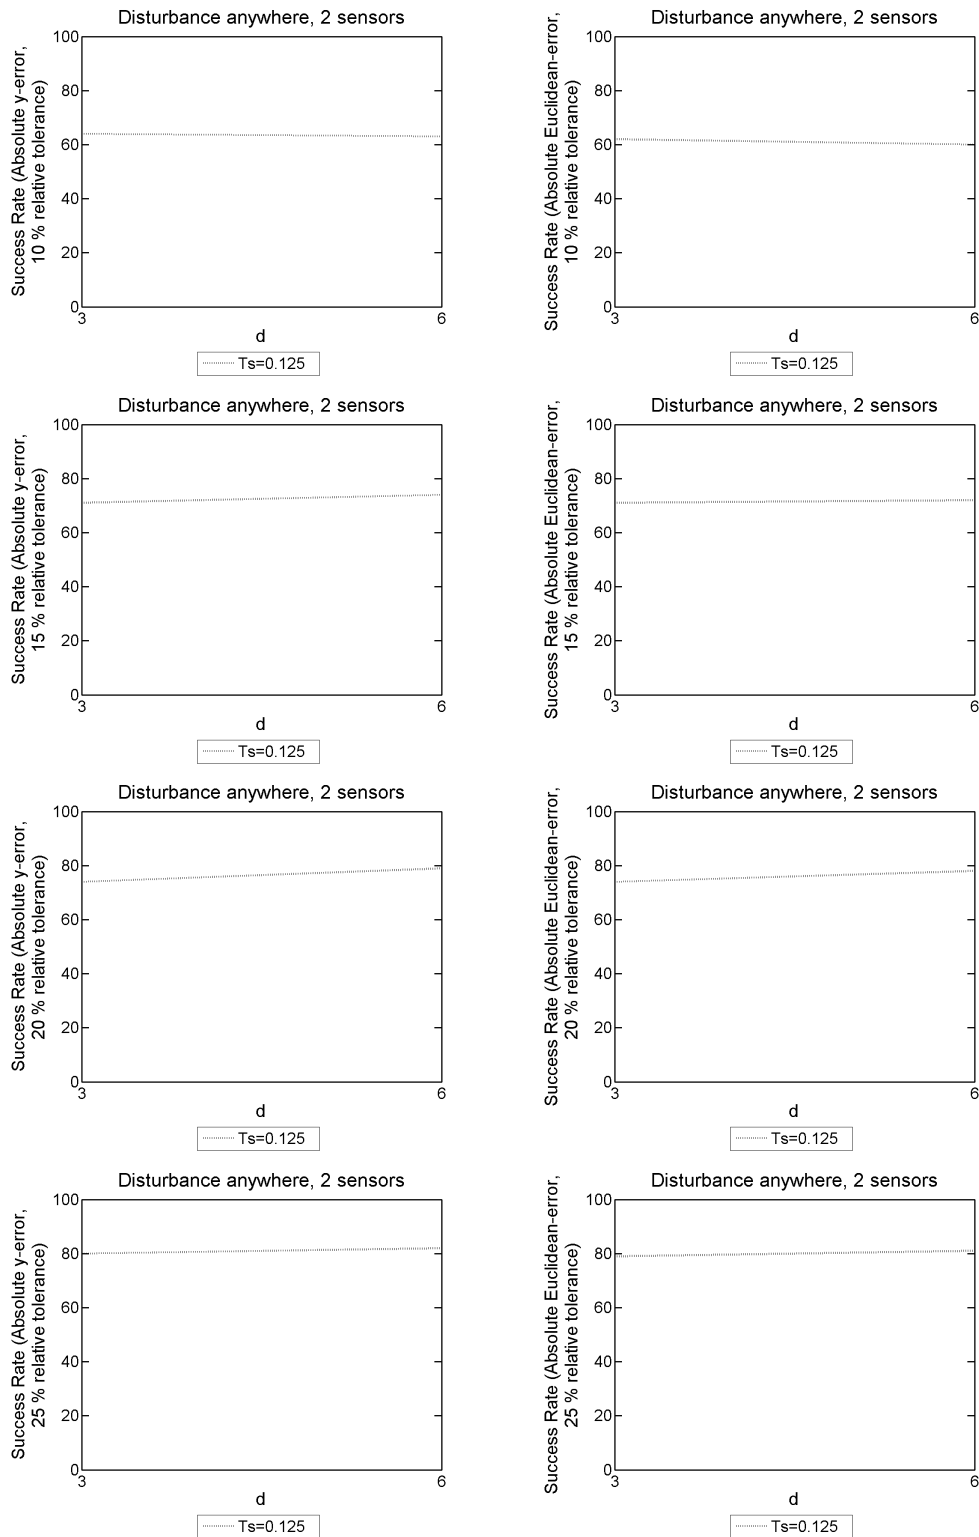 Disturbance anywhere, 2 sensors
Success Rate (Absolute y-error,
10 % relative tolerance)
100
80
60
40
20
0
3
6
d
Ts=0.125
Disturbance anywhere, 2 sensors
Success Rate (Absolute Euclidean-error,
10 % relative tolerance)
100
80
60
40
20
0
3
6
d
Ts=0.125
Disturbance anywhere, 2 sensors
Success Rate (Absolute y-error,
15 % relative tolerance)
100
80
60
40
20
0
3
6
d
Ts=0.125
Disturbance anywhere, 2 sensors
Success Rate (Absolute Euclidean-error,
15 % relative tolerance)
100
80
60
40
20
0
3
6
d
Ts=0.125
Disturbance anywhere, 2 sensors
Success Rate (Absolute y-error,
20 % relative tolerance)
100
80
60
40
20
0
3
6
d
Ts=0.125
Disturbance anywhere, 2 sensors
Success Rate (Absolute Euclidean-error,
20 % relative tolerance)
100
80
60
40
20
0
3
6
d
Ts=0.125
Disturbance anywhere, 2 sensors
Success Rate (Absolute y-error,
25 % relative tolerance)
100
80
60
40
20
0
3
6
d
Ts=0.125
Disturbance anywhere, 2 sensors
Success Rate (Absolute Euclidean-error,
25 % relative tolerance)
100
80
60
40
20
0
3
6
d
Ts=0.125